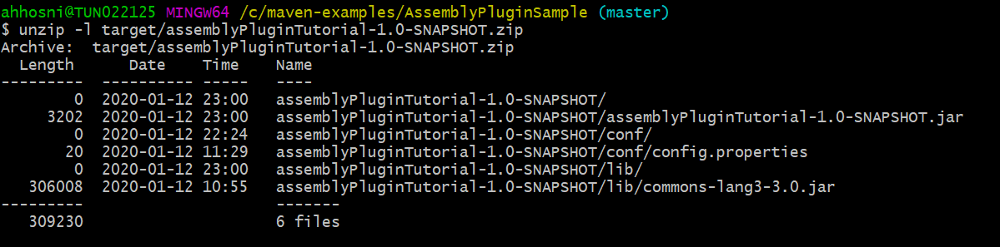 ahhosni@TUN022125 MINGW64 /c/maven-examples/AssemblyPluginSample (master)
$ unzip -l target/assemblyPluginTutorial-1.0-SNAPSHOT.zip
Archive:  target/assemblyPluginTutorial-1.0-SNAPSHOT.zip
  Length      Date    Time    Name
---------  ---------- -----   ----
        0  2020-01-12 23:00   assemblyPluginTutorial-1.0-SNAPSHOT/
     3202  2020-01-12 23:00   assemblyPluginTutorial-1.0-SNAPSHOT/assemblyPluginTutorial-1.0-SNAPSHOT.jar
        0  2020-01-12 22:24   assemblyPluginTutorial-1.0-SNAPSHOT/conf/
       20  2020-01-12 11:29   assemblyPluginTutorial-1.0-SNAPSHOT/conf/config.properties
        0  2020-01-12 23:00   assemblyPluginTutorial-1.0-SNAPSHOT/lib/
   306008  2020-01-12 10:55   assemblyPluginTutorial-1.0-SNAPSHOT/lib/commons-lang3-3.0.jar
---------                     -------
   309230                     6 files